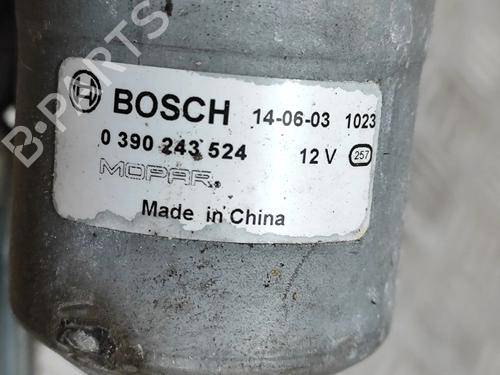 B-PARTS
BOSCH 14-06-03 1023
0 390 243 524 12 V 257
MOPAR
Made in China